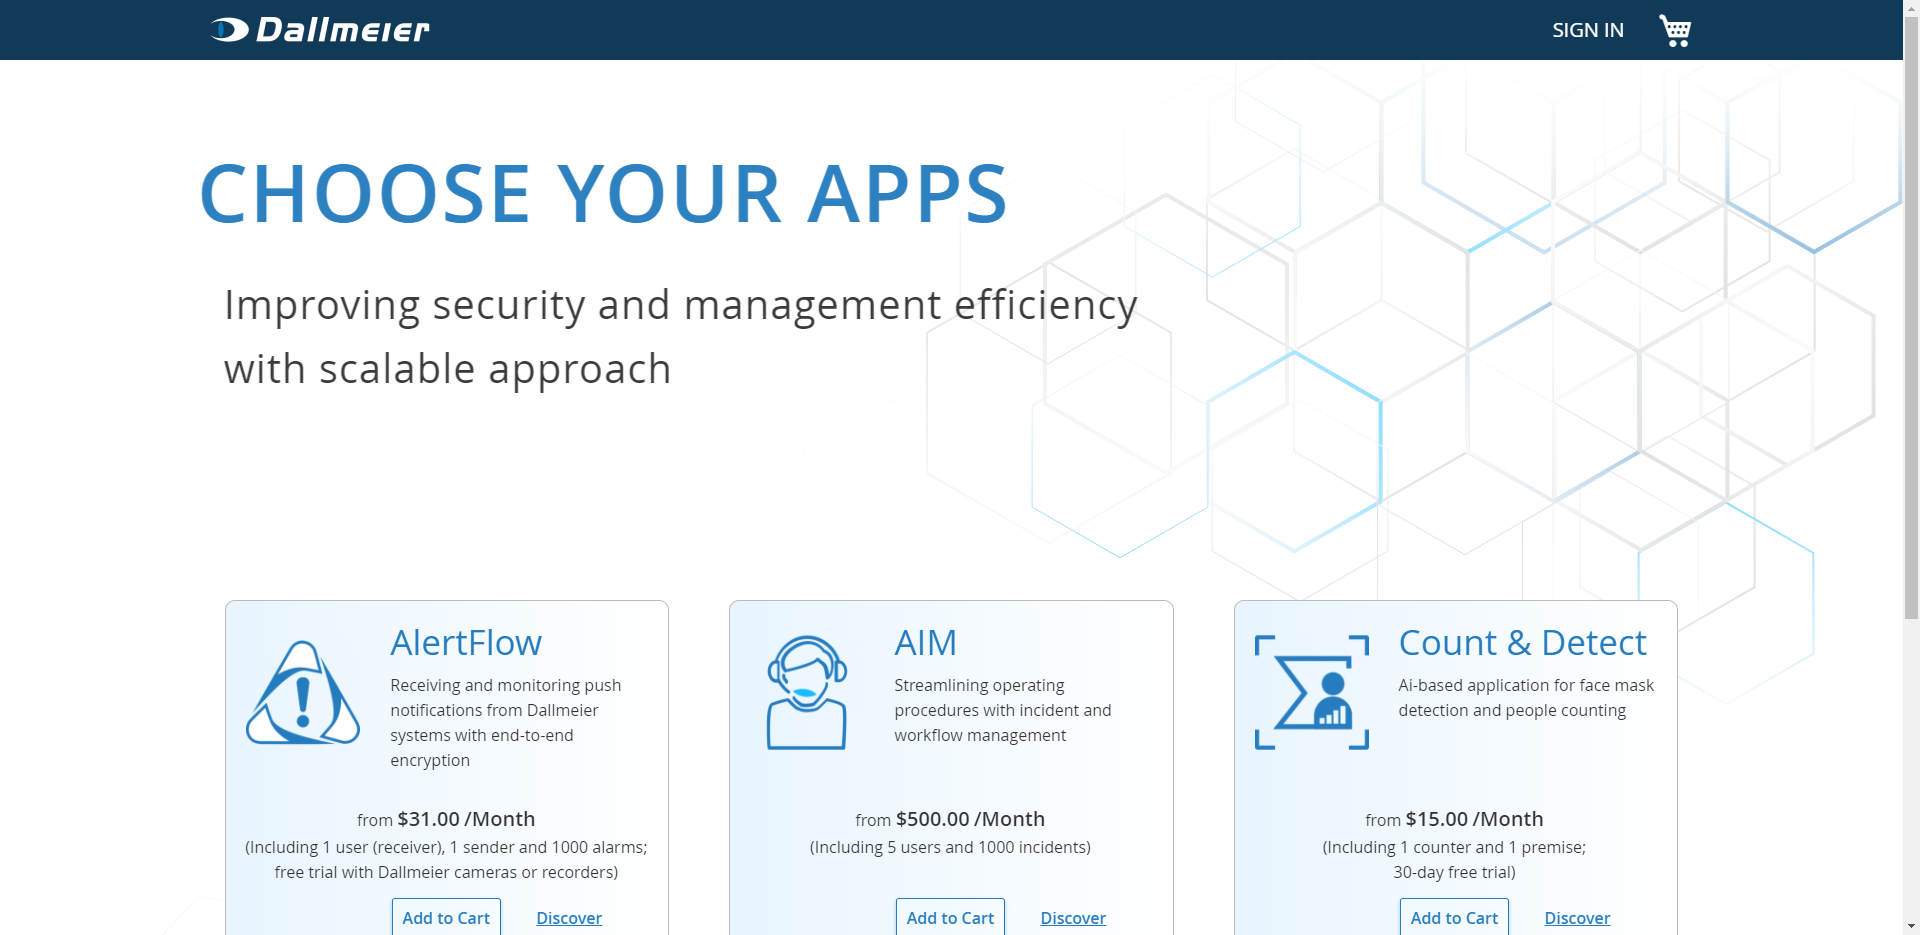 Dallmeier
SIGN IN
CHOOSE YOUR APPS
Improving security and management efficiency
with scalable approach
AlertFlow
Receiving and monitoring push
notifications from Dallmeier
systems with end-to-end
encryption
from $31.00 /Month
(Including 1 user (receiver), 1 sender and 1000 alarms;
free trial with Dallmeier cameras or recorders)
Add to Cart Discover
AIM
Streamlining operating
procedures with incident and
workflow management
from $500.00 /Month
(Including 5 users and 1000 incidents)
Add to Cart Discover
Count & Detect
Ai-based application for face mask
detection and people counting
from $15.00 /Month
(Including 1 counter and 1 premise;
30-day free trial)
Add to Cart Discover